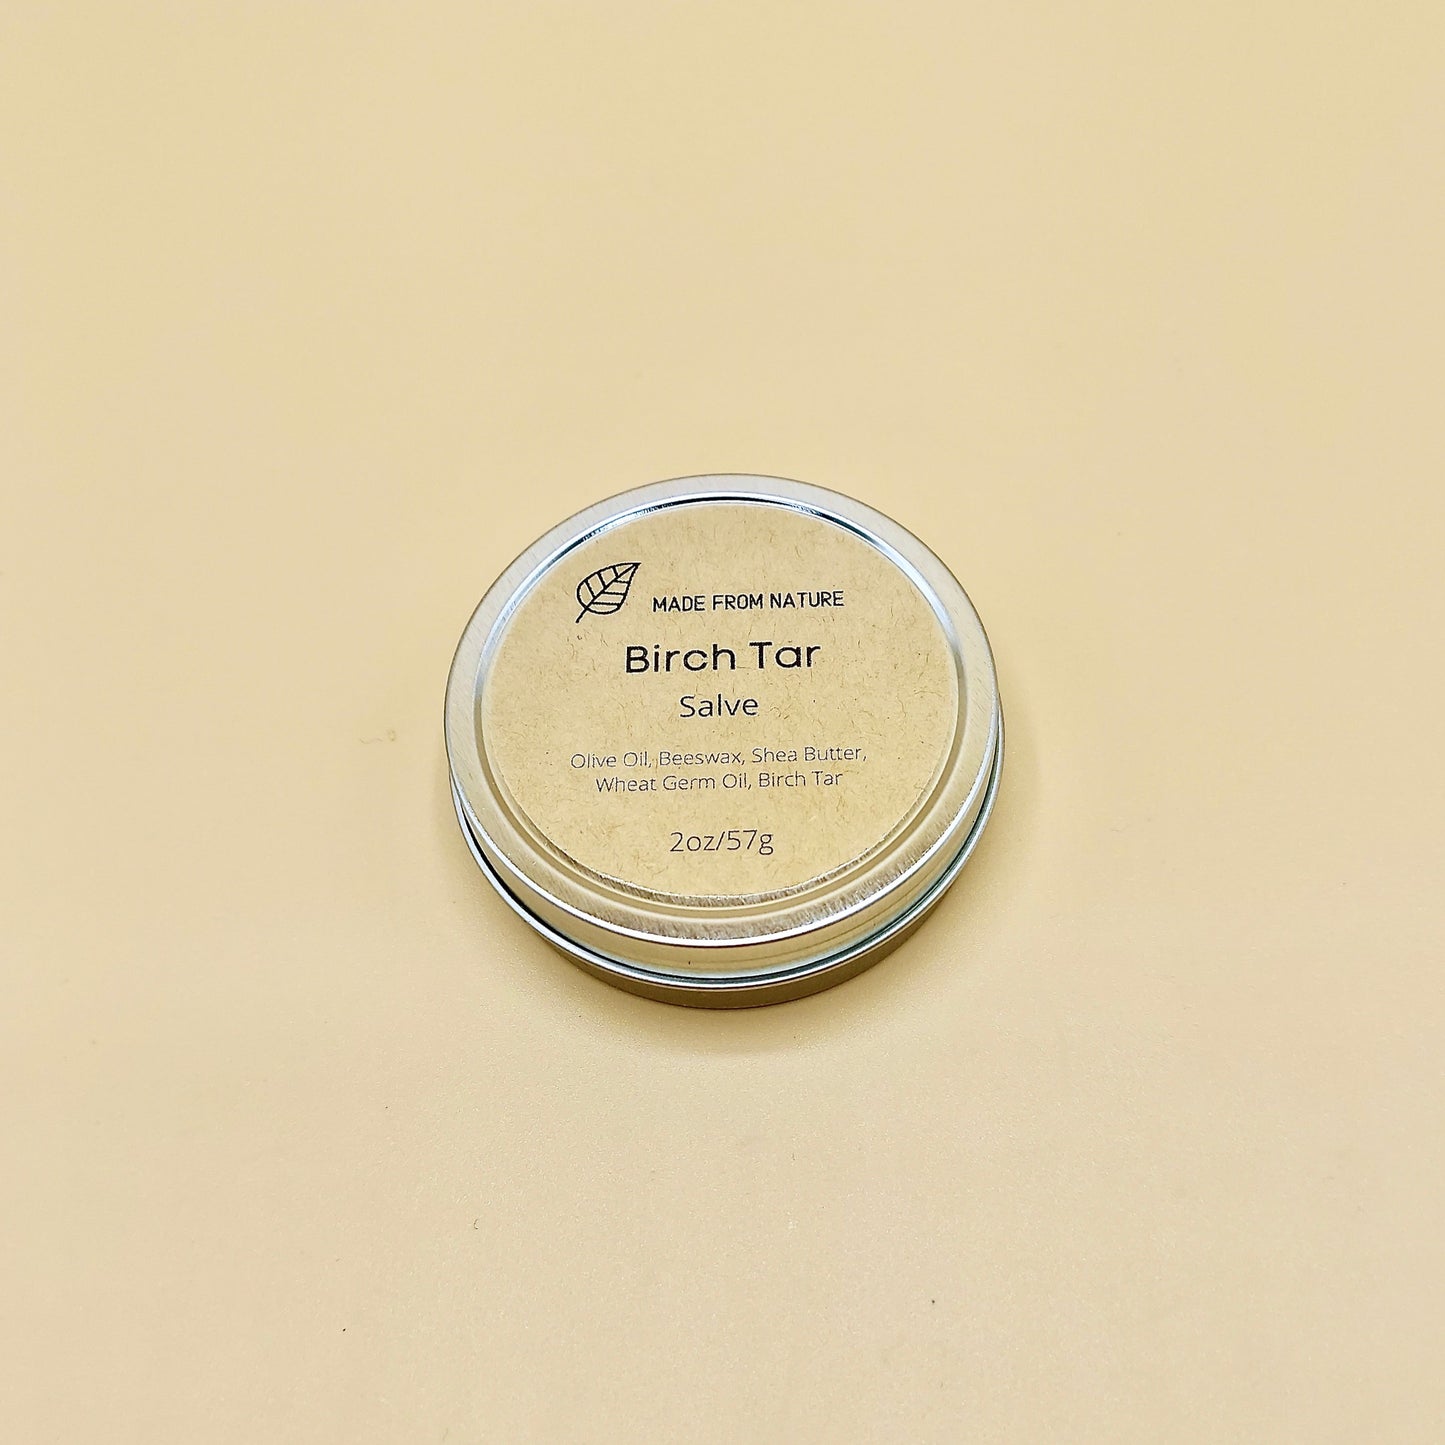 MADE FROM NATURE
Birch Tar
Salve
Olive Oil, Beeswax, Shea Butter,
Wheat Germ Oil, Birch Tar
2oz/57g